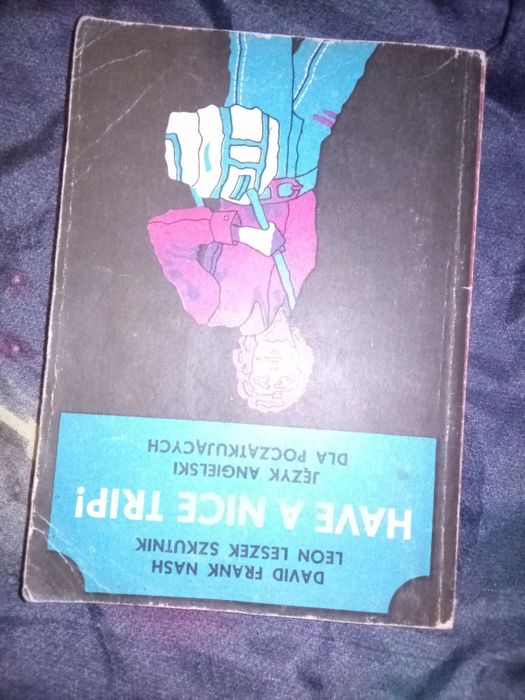 DAVID FRANK NASH
LEON LESZEK SZKUTNIK
HAVE A NICE TRIP!
JĘZYK ANGIELSKI
DLA POCZĄTKUJĄCYCH